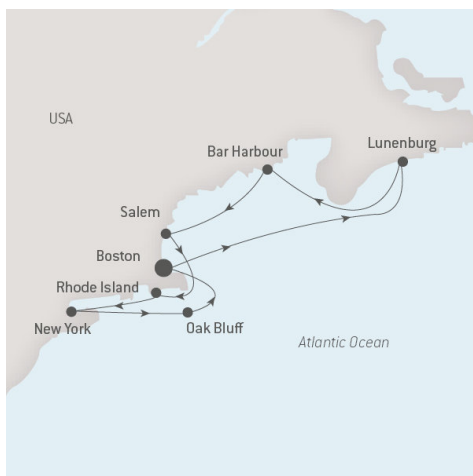 USA
Lunenburg
Bar Harbour
Salem
Boston
Rhode Island
New York
Oak Bluff
Atlantic Ocean